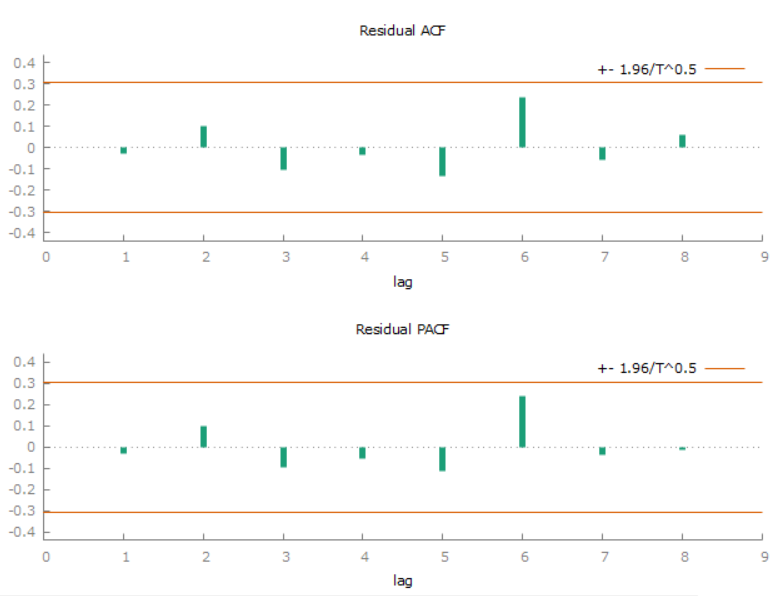 Residual ACF
+- 1.96/T^0.5
0.4
0.3
0.2
0.1
0
-0.1
-0.2
-0.3
-0.4
0 1 2 3 4 5 6 7 8 9
lag
Residual PACF
+- 1.96/T^0.5
0.4
0.3
0.2
0.1
0
-0.1
-0.2
-0.3
-0.4
0 1 2 3 4 5 6 7 8 9
lag